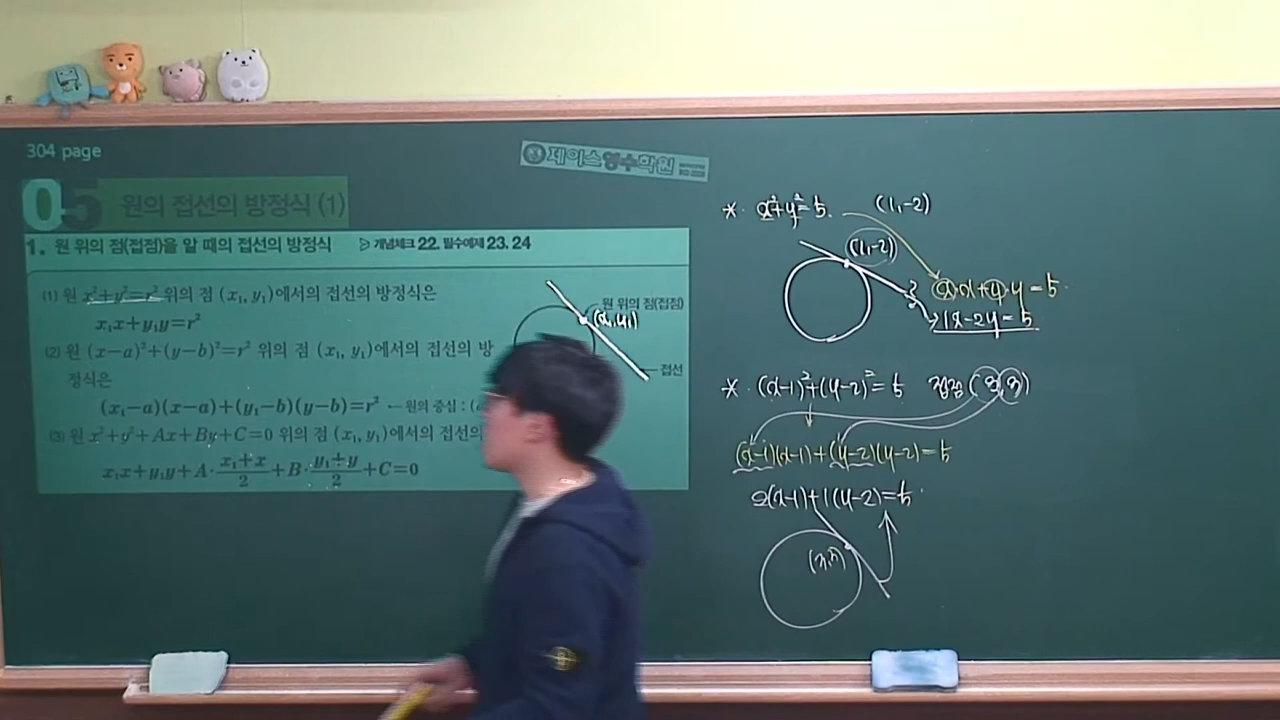 304 page
제이스영수학원
05 원의 접선의 방정식 (1)
1. 원 위의 점(접점)을 알 때의 접선의 방정식 ▷ 개념체크 22, 필수예제 23, 24
(1) 원 x²+y²=r² 위의 점 (x₁, y₁)에서의 접선의 방정식은
x₁x+y₁y=r²
(2) 원 (x-a)²+(y-b)²=r² 위의 점 (x₁, y₁)에서의 접선의 방
정식은
(x₁-a)(x-a)+(y₁-b)(y-b)=r² ← 원의 중심 : (
(3) 원 x²+y²+Ax+By+C=0 위의 점 (x₁, y₁)에서의 접선의
x₁x+y₁y+A·(x₁+x)/2+B·(y₁+y)/2+C=0
원 위의 점(접점)
(x₁,y₁)
접선
* x²+y²=5. (1,-2)
(1,-2)
x·x+y·y=5
1x-2y=5
* (x-1)²+(y-2)²=5 접점 (3,3)
(x-1)(x-1)+(y-2)(y-2)=5
2(x-1)+1(y-2)=5